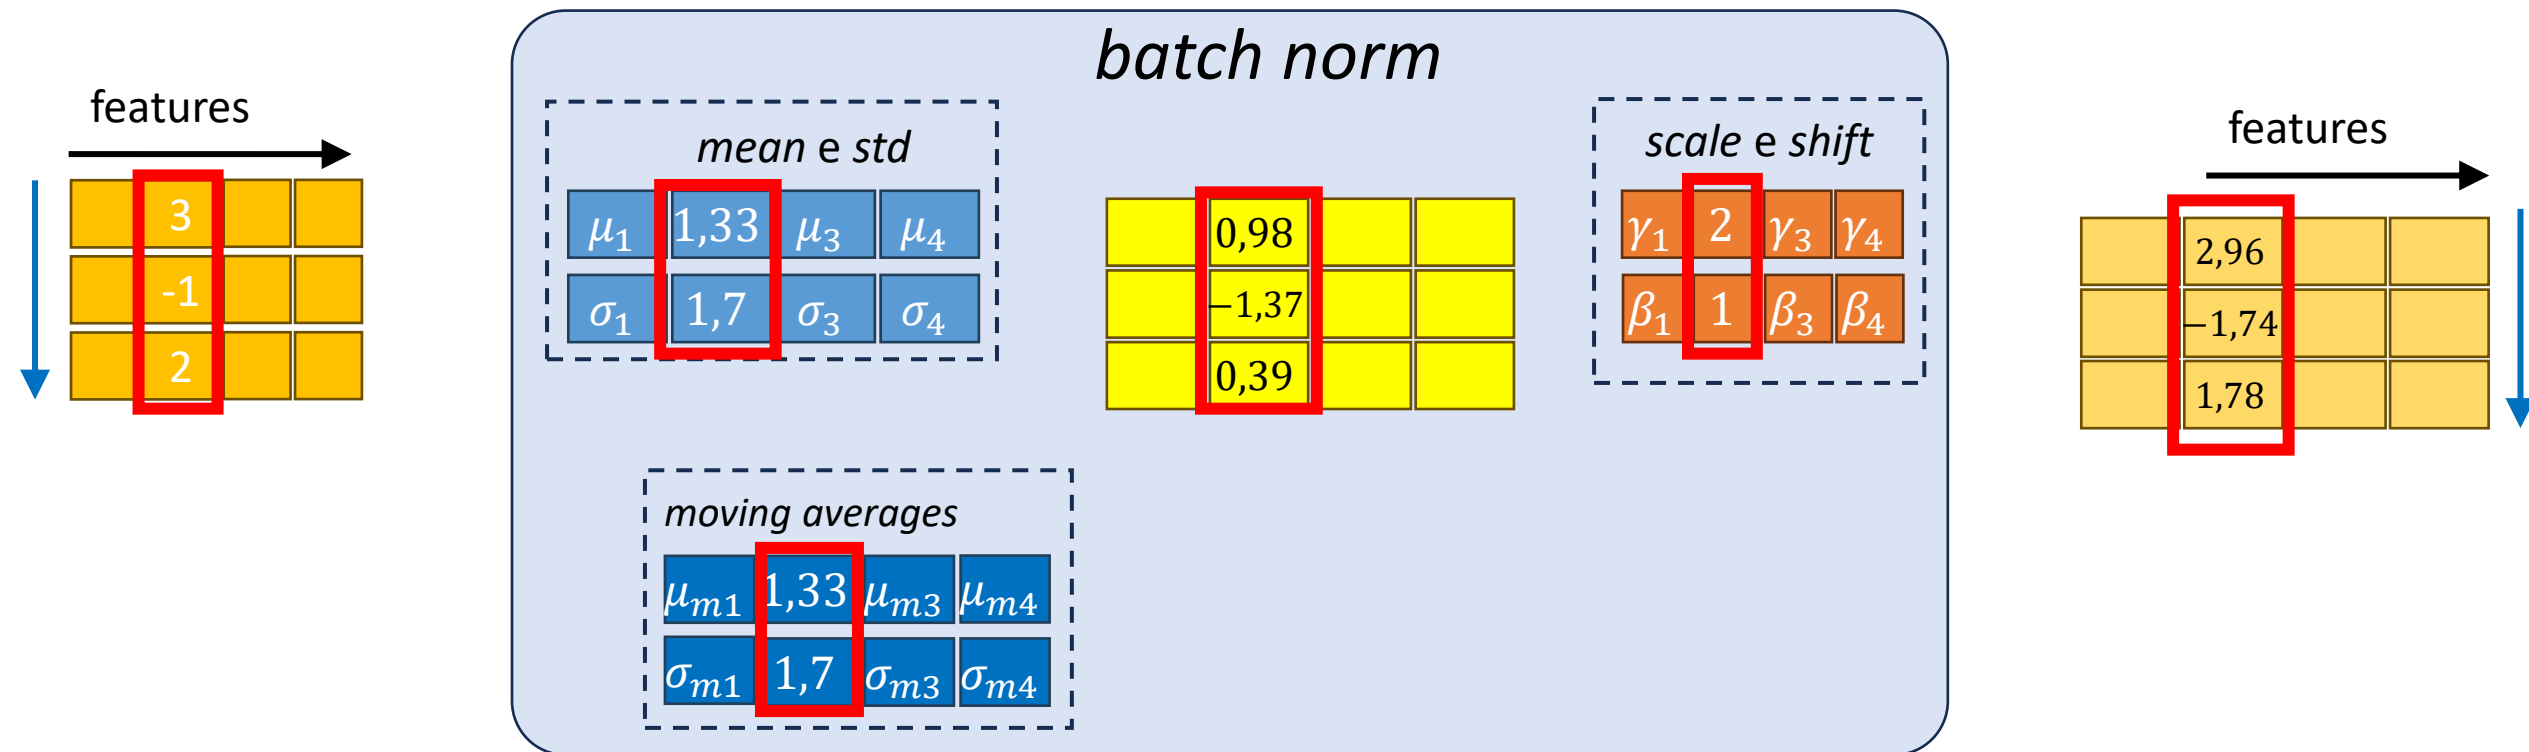 batch norm
features
3
-1
2
mean e std
μ₁ 1,33 μ₃ μ₄
σ₁ 1,7 σ₃ σ₄
0,98
−1,37
0,39
scale e shift
γ₁ 2 γ₃ γ₄
β₁ 1 β₃ β₄
moving averages
μₘ₁ 1,33 μₘ₃ μₘ₄
σₘ₁ 1,7 σₘ₃ σₘ₄
features
2,96
−1,74
1,78